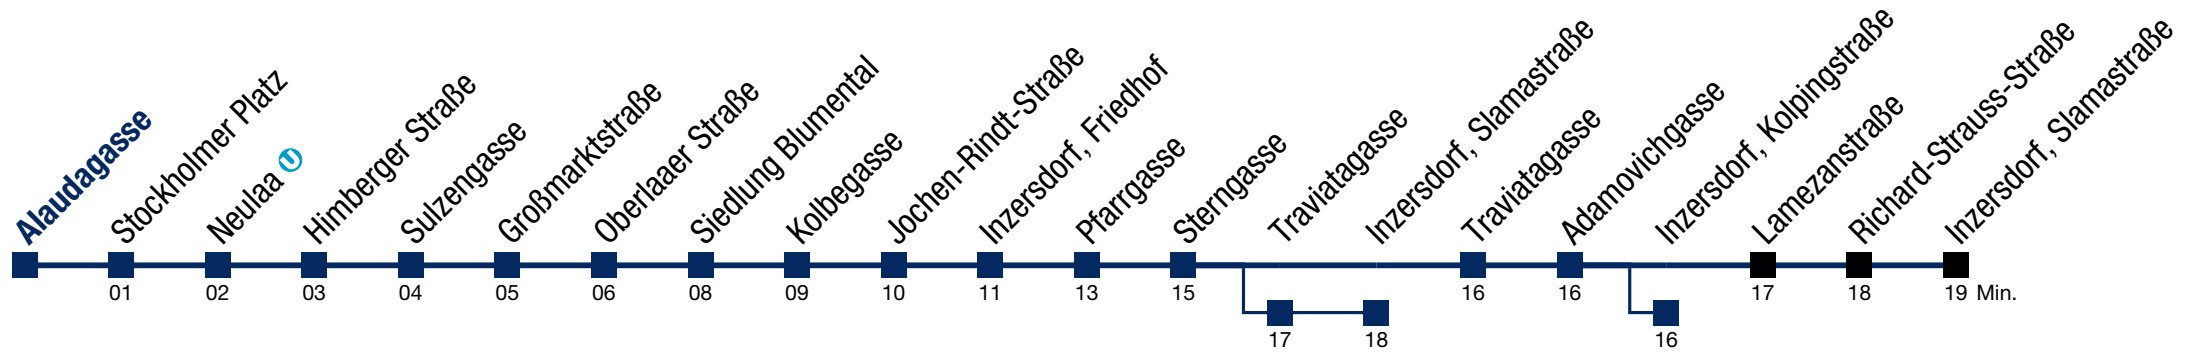 Alaudagasse
Stockholmer Platz
Neulaa U
Himberger Straße
Sulzengasse
Großmarktstraße
Oberlaaer Straße
Siedlung Blumental
Kolbegasse
Jochen-Rindt-Straße
Inzersdorf, Friedhof
Pfarrgasse
Sterngasse
Traviatagasse
Inzersdorf, Slamastraße
Traviatagasse
Adamovichgasse
Inzersdorf, Kolpingstraße
Lamezanstraße
Richard-Strauss-Straße
Inzersdorf, Slamastraße
01 02 03 04 05 06 08 09 10 11 13 15 16 16 17 18 19 Min.
17 18 16